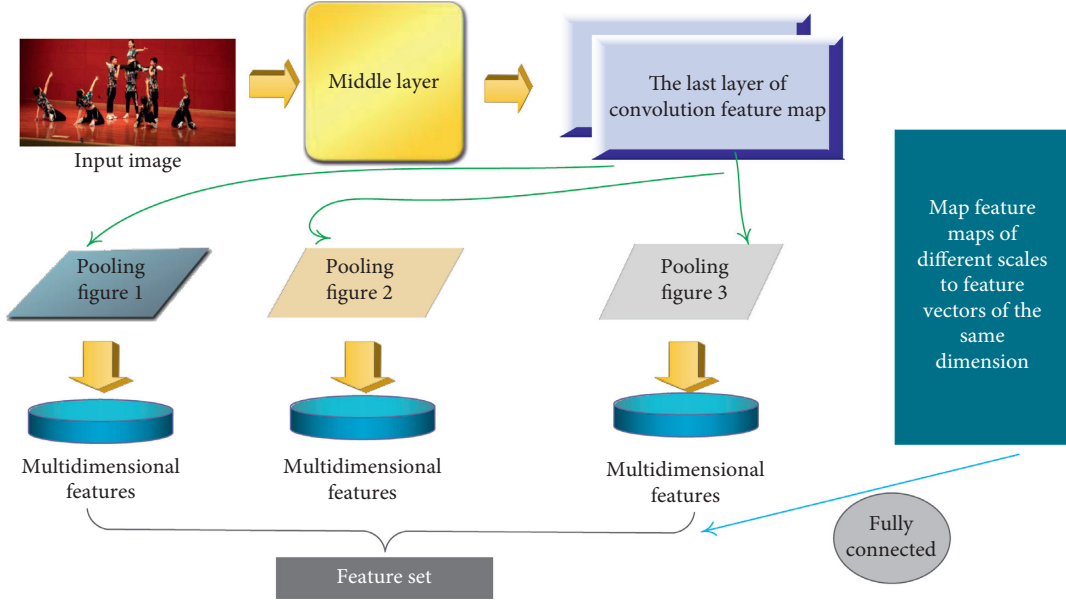 Input image
Middle layer
The last layer of
convolution feature map
Pooling
figure 1
Pooling
figure 2
Pooling
figure 3
Map feature
maps of
different scales
to feature
vectors of the
same
dimension
Multidimensional
features
Multidimensional
features
Multidimensional
features
Fully
connected
Feature set